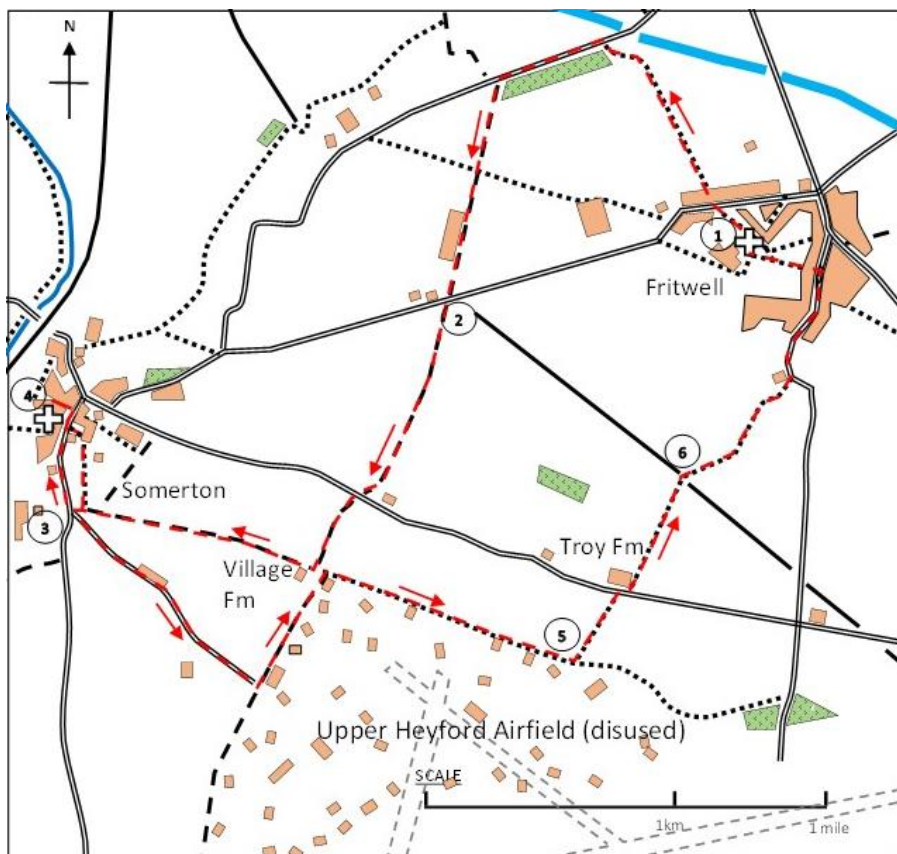 N
1
Fritwell
2
4
6
Somerton
3
Troy Fm
Village
Fm
5
Upper Heyford Airfield (disused)
SCALE
1km
1 mile